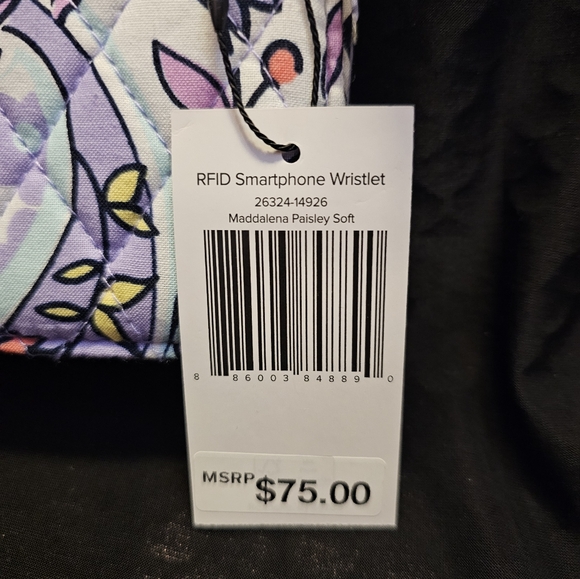 RFID Smartphone Wristlet
26324-14926
Maddalena Paisley Soft
8 86003 84889 0
MSRP $75.00